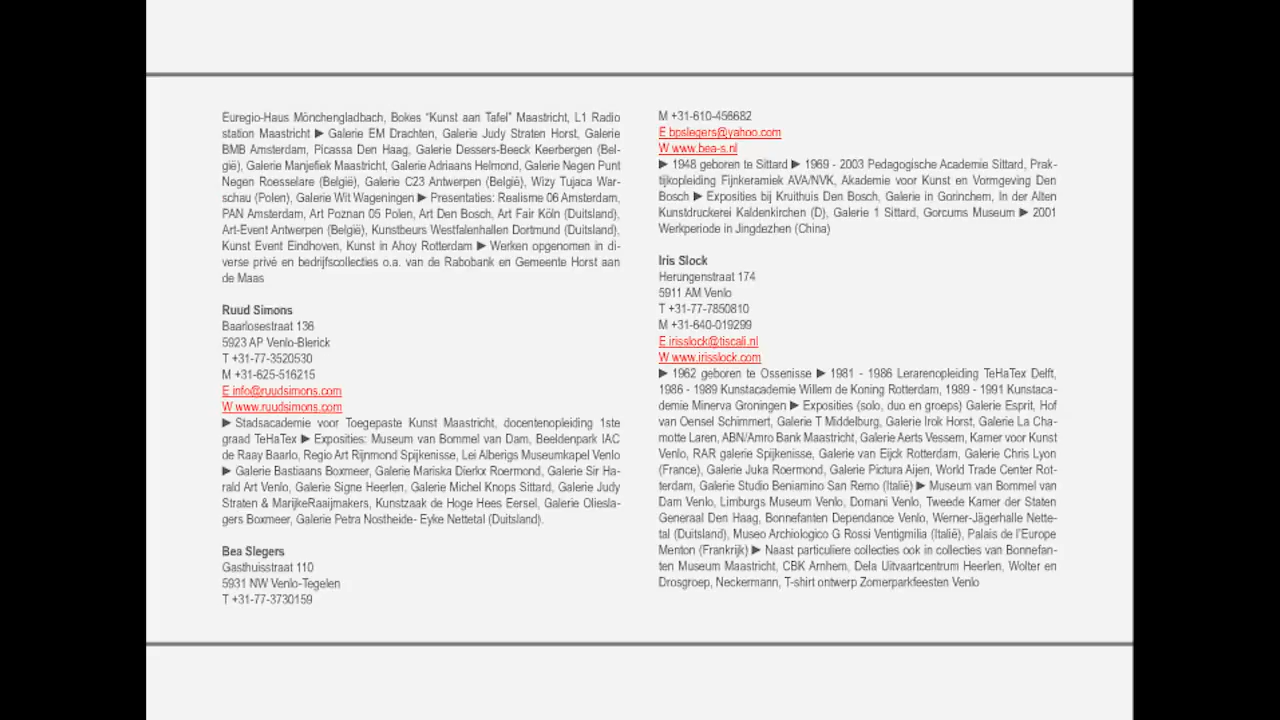 Euregio-Haus Mönchengladbach, Bokes "Kunst aan Tafel" Maastricht, L1 Radio
station Maastricht ► Galerie EM Drachten, Galerie Judy Straten Horst, Galerie
BMB Amsterdam, Picassa Den Haag, Galerie Dessers-Beeck Keerbergen (Bel-
gië), Galerie Manjefiek Maastricht, Galerie Adriaans Helmond, Galerie Negen Punt
Negen Roesselare (België), Galerie C23 Antwerpen (België), Wizy Tujaca War-
schau (Polen), Galerie Wit Wageningen ► Presentaties: Realisme 06 Amsterdam,
PAN Amsterdam, Art Poznan 05 Polen, Art Den Bosch, Art Fair Köln (Duitsland),
Art-Event Antwerpen (België), Kunstbeurs Westfalenhallen Dortmund (Duitsland),
Kunst Event Eindhoven, Kunst in Ahoy Rotterdam ► Werken opgenomen in di-
verse privé en bedrijfscollecties o.a. van de Rabobank en Gemeente Horst aan
de Maas
Ruud Simons
Baarlosestraat 136
5923 AP Venlo-Blerick
T +31-77-3520530
M +31-625-516215
E info@ruudsimons.com
W www.ruudsimons.com
► Stadsacademie voor Toegepaste Kunst Maastricht, docentenopleiding 1ste
graad TeHaTex ► Exposities: Museum van Bommel van Dam, Beeldenpark IAC
de Raay Baarlo, Regio Art Rijnmond Spijkenisse, Lei Alberigs Museumkapel Venlo
► Galerie Bastiaans Boxmeer, Galerie Mariska Dierkx Roermond, Galerie Sir Ha-
rald Art Venlo, Galerie Signe Heerlen, Galerie Michel Knops Sittard, Galerie Judy
Straten & MarijkeRaaijmakers, Kunstzaak de Hoge Hees Eersel, Galerie Oliesla-
gers Boxmeer, Galerie Petra Nostheide- Eyke Nettetal (Duitsland).
Bea Slegers
Gasthuisstraat 110
5931 NW Venlo-Tegelen
T +31-77-3730159
M +31-610-456682
E bpslegers@yahoo.com
W www.bea-s.nl
► 1948 geboren te Sittard ► 1969 - 2003 Pedagogische Academie Sittard, Prak-
tijkopleiding Fijnkeramiek AVA/NVK, Akademie voor Kunst en Vormgeving Den
Bosch ► Exposities bij Kruithuis Den Bosch, Galerie in Gorinchem, In der Alten
Kunstdruckerei Kaldenkirchen (D), Galerie 1 Sittard, Gorcums Museum ► 2001
Werkperiode in Jingdezhen (China)
Iris Slock
Herungenstraat 174
5911 AM Venlo
T +31-77-7850810
M +31-640-019299
E irisslock@tiscali.nl
W www.irisslock.com
► 1962 geboren te Ossenisse ► 1981 - 1986 Lerarenopleiding TeHaTex Delft,
1986 - 1989 Kunstacademie Willem de Koning Rotterdam, 1989 - 1991 Kunstaca-
demie Minerva Groningen ► Exposities (solo, duo en groeps) Galerie Esprit, Hof
van Oensel Schimmert, Galerie T Middelburg, Galerie Irok Horst, Galerie La Cha-
motte Laren, ABN/Amro Bank Maastricht, Galerie Aerts Vessem, Kamer voor Kunst
Venlo, RAR galerie Spijkenisse, Galerie van Eijck Rotterdam, Galerie Chris Lyon
(France), Galerie Juka Roermond, Galerie Pictura Aijen, World Trade Center Rot-
terdam, Galerie Studio Beniamino San Remo (Italië) ► Museum van Bommel van
Dam Venlo, Limburgs Museum Venlo, Domani Venlo, Tweede Kamer der Staten
Generaal Den Haag, Bonnefanten Dependance Venlo, Werner-Jägerhalle Nette-
tal (Duitsland), Museo Archiologico G Rossi Ventigmilia (Italië), Palais de l'Europe
Menton (Frankrijk) ► Naast particuliere collecties ook in collecties van Bonnefan-
ten Museum Maastricht, CBK Arnhem, Dela Uitvaartcentrum Heerlen, Wolter en
Drosgroep, Neckermann, T-shirt ontwerp Zomerparkfeesten Venlo